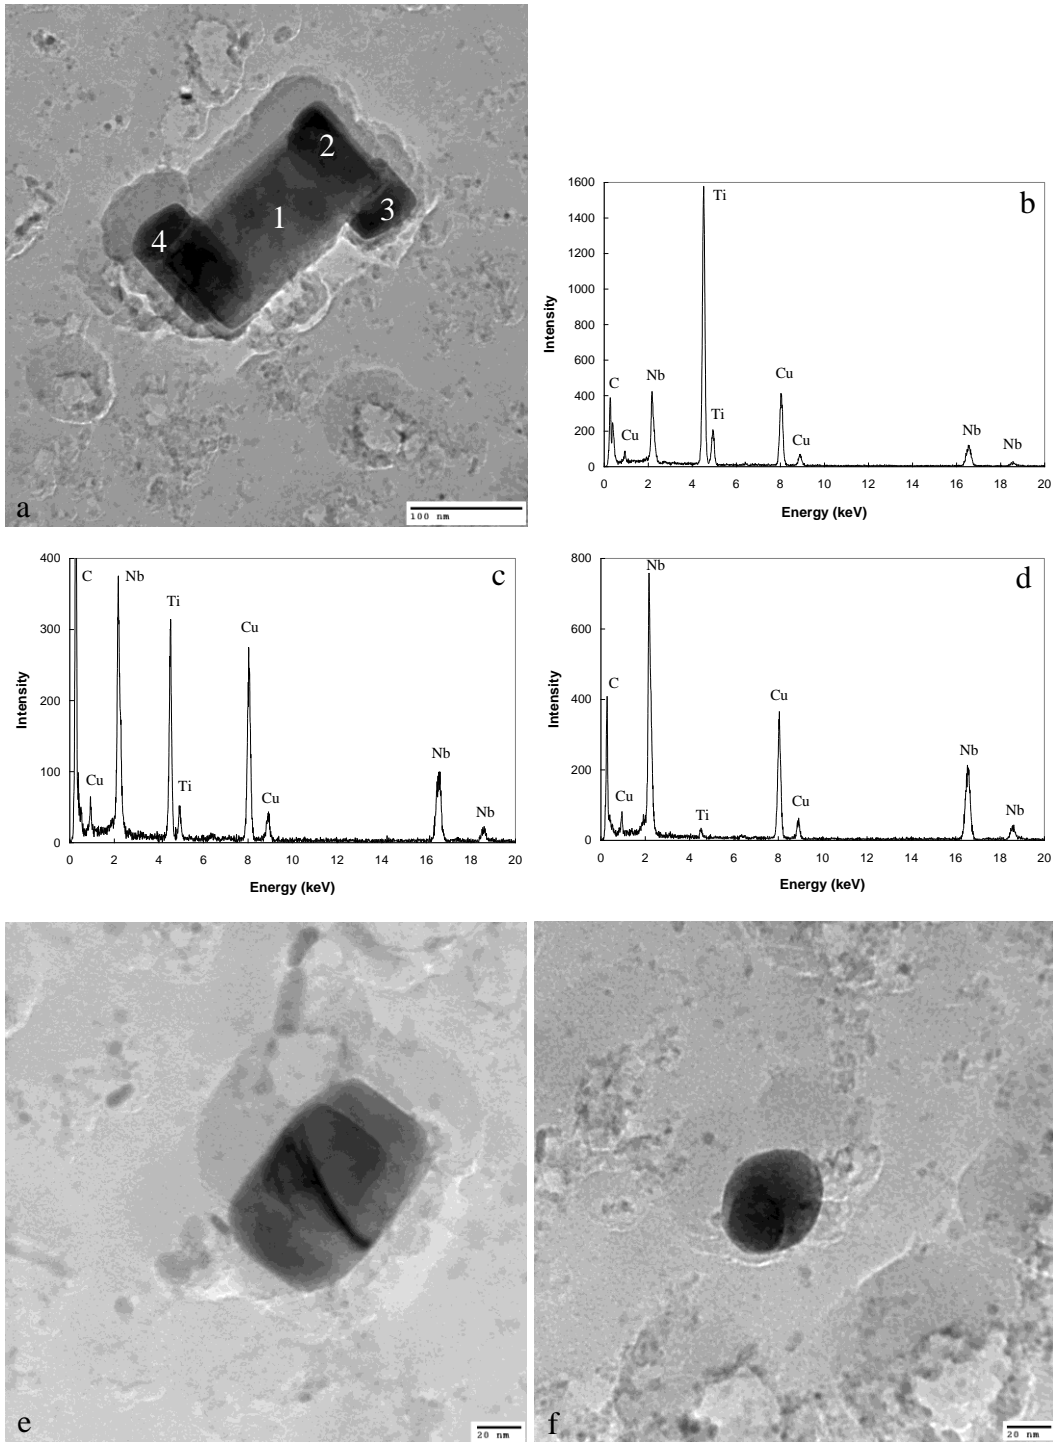 2
1
3
4
a
100 nm
b
1600
1400
1200
1000
800
600
400
200
0
Intensity
Ti
C
Nb
Cu
Ti
Cu
Cu
Nb
Nb
0 2 4 6 8 10 12 14 16 18 20
Energy (keV)
c
400
300
200
100
0
Intensity
C
Nb
Ti
Cu
Cu
Ti
Cu
Nb
Nb
0 2 4 6 8 10 12 14 16 18 20
Energy (keV)
d
800
600
400
200
0
Intensity
Nb
C
Cu
Cu
Ti
Cu
Nb
Nb
0 2 4 6 8 10 12 14 16 18 20
Energy (keV)
e
20 nm
f
20 nm